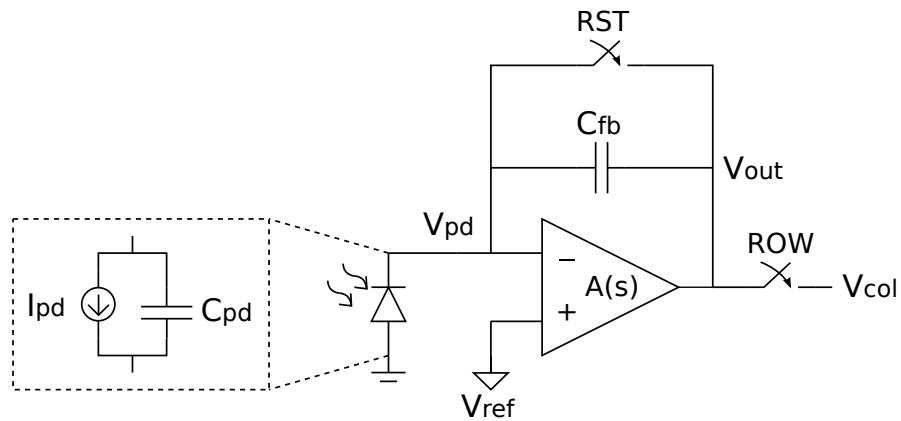 RST
Cfb
Vout
Vpd
ROW
−
A(s)
+
Vcol
Ipd
Cpd
Vref